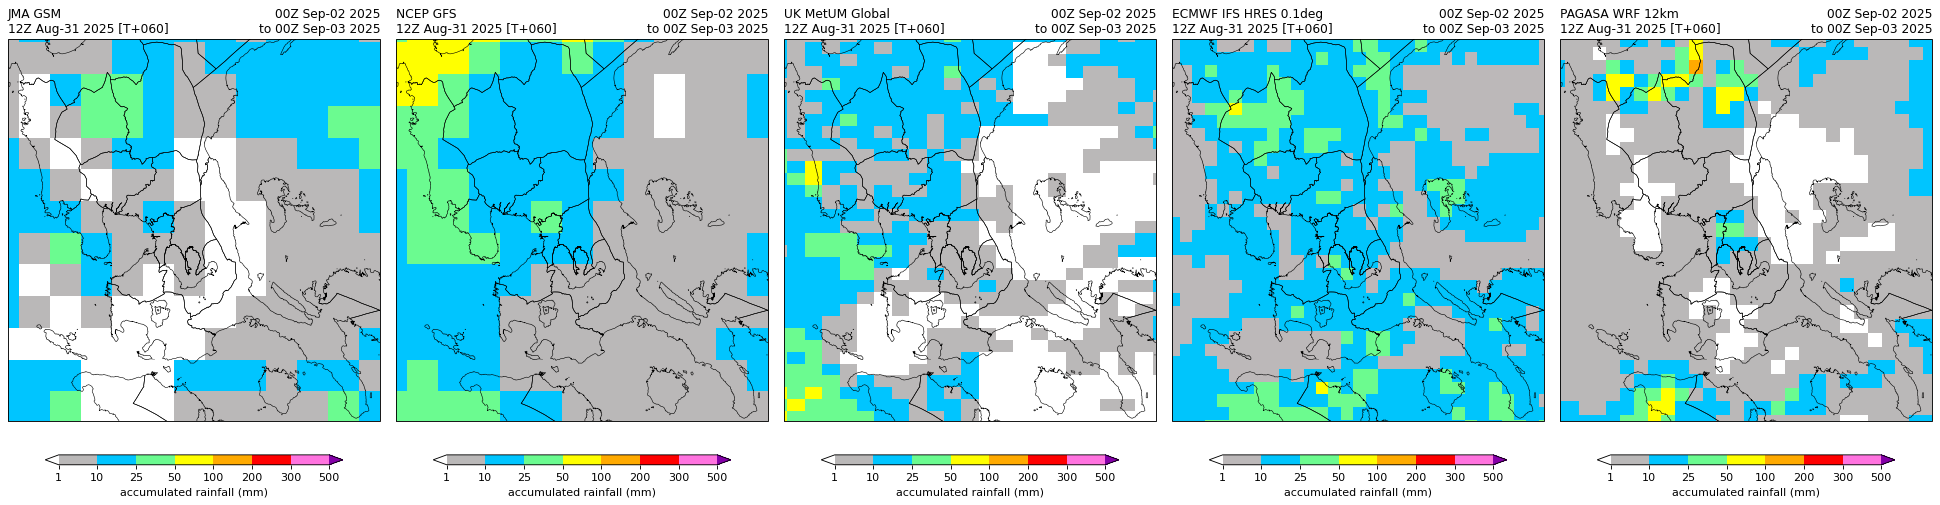 JMA GSM 00Z Sep-02 2025
12Z Aug-31 2025 [T+060] to 00Z Sep-03 2025
NCEP GFS 00Z Sep-02 2025
12Z Aug-31 2025 [T+060] to 00Z Sep-03 2025
UK MetUM Global 00Z Sep-02 2025
12Z Aug-31 2025 [T+060] to 00Z Sep-03 2025
ECMWF IFS HRES 0.1deg 00Z Sep-02 2025
12Z Aug-31 2025 [T+060] to 00Z Sep-03 2025
PAGASA WRF 12km 00Z Sep-02 2025
12Z Aug-31 2025 [T+060] to 00Z Sep-03 2025
1 10 25 50 100 200 300 500
accumulated rainfall (mm)
1 10 25 50 100 200 300 500
accumulated rainfall (mm)
1 10 25 50 100 200 300 500
accumulated rainfall (mm)
1 10 25 50 100 200 300 500
accumulated rainfall (mm)
1 10 25 50 100 200 300 500
accumulated rainfall (mm)